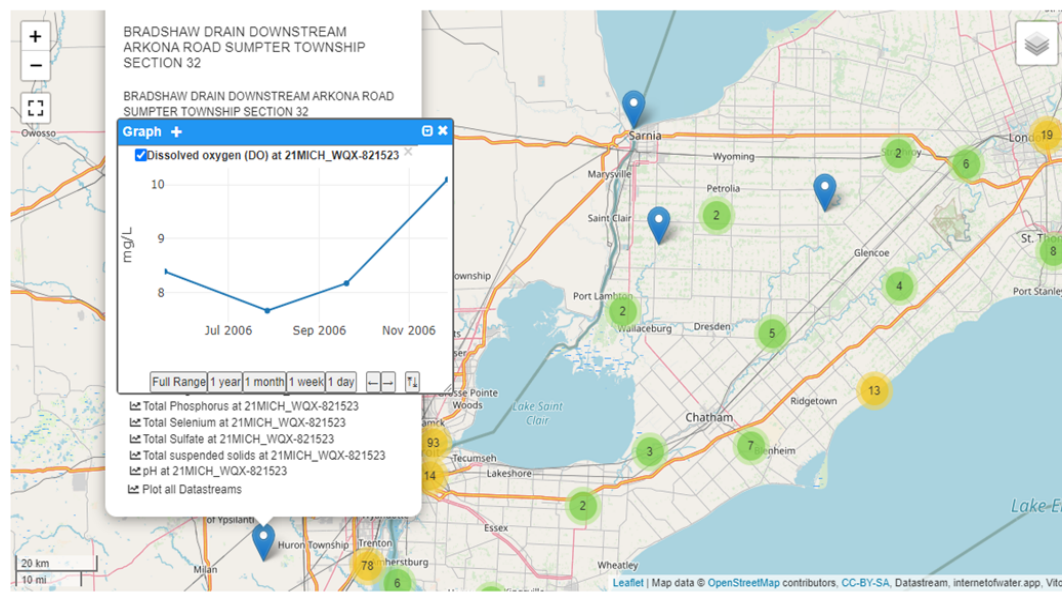 +
−
BRADSHAW DRAIN DOWNSTREAM
ARKONA ROAD SUMPTER TOWNSHIP
SECTION 32
BRADSHAW DRAIN DOWNSTREAM ARKONA ROAD
SUMPTER TOWNSHIP SECTION 32
Graph +
Dissolved oxygen (DO) at 21MICH_WQX-821523
10
9
8
mg/L
Jul 2006
Sep 2006
Nov 2006
Full Range
1 year
1 month
1 week
1 day
←
→
Total Phosphorus at 21MICH_WQX-821523
Total Selenium at 21MICH_WQX-821523
Total Sulfate at 21MICH_WQX-821523
Total suspended solids at 21MICH_WQX-821523
pH at 21MICH_WQX-821523
Plot all Datastreams
Owosso
Sarnia
Wyoming
Marysville
Petrolia
Saint Clair
Glencoe
Port Stanley
Wallaceburg
Dresden
Ridgetown
Chatham
Lake Saint
Clair
Woods
Tecumseh
Lakeshore
Essex
Wheatley
Huron Township
Trenton
Milan
19
2
6
2
8
4
2
5
13
7
3
93
14
2
78
6
20 km
10 mi
Leaflet | Map data © OpenStreetMap contributors, CC-BY-SA, Datastream, internetofwater.app,